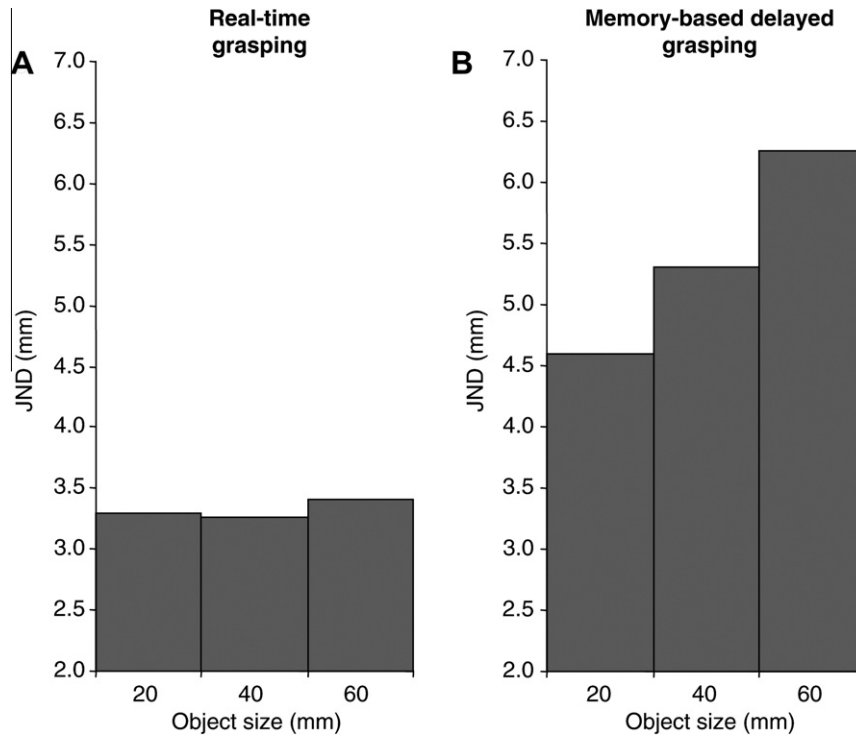 Real-time
grasping
A
7.0
6.5
6.0
5.5
5.0
4.5
4.0
3.5
3.0
2.5
2.0
JND (mm)
20 40 60
Object size (mm)
Memory-based delayed
grasping
B
7.0
6.5
6.0
5.5
5.0
4.5
4.0
3.5
3.0
2.5
2.0
JND (mm)
20 40 60
Object size (mm)